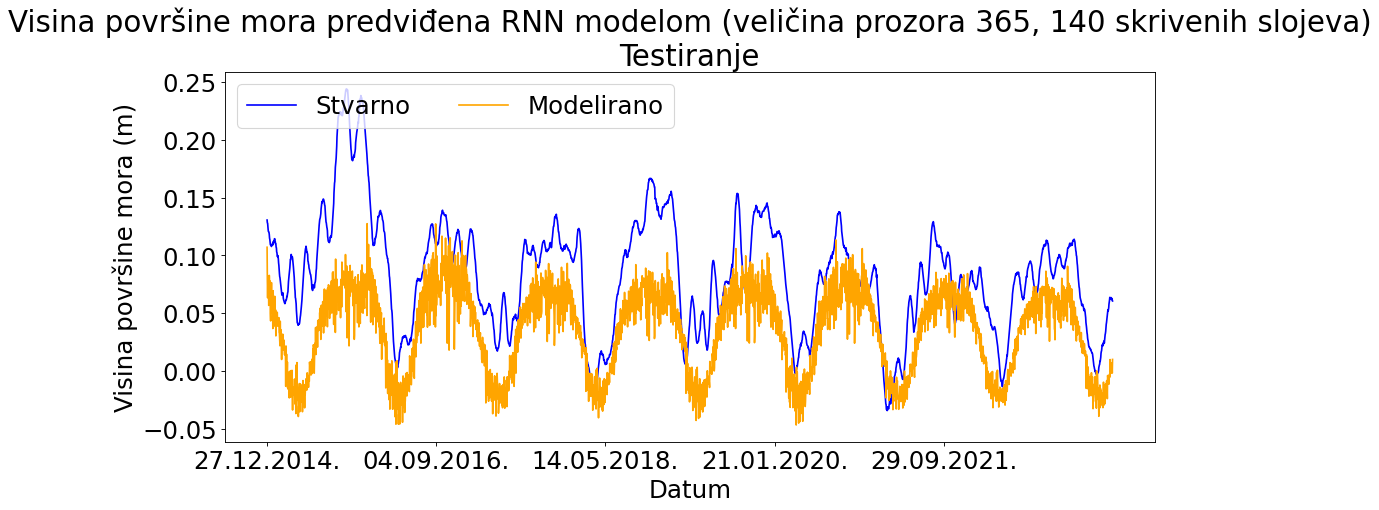 Visina površine mora predviđena RNN modelom (veličina prozora 365, 140 skrivenih slojeva)
Testiranje
Stvarno
Modelirano
Visina površine mora (m)
0.25
0.20
0.15
0.10
0.05
0.00
−0.05
27.12.2014.
04.09.2016.
14.05.2018.
21.01.2020.
29.09.2021.
Datum